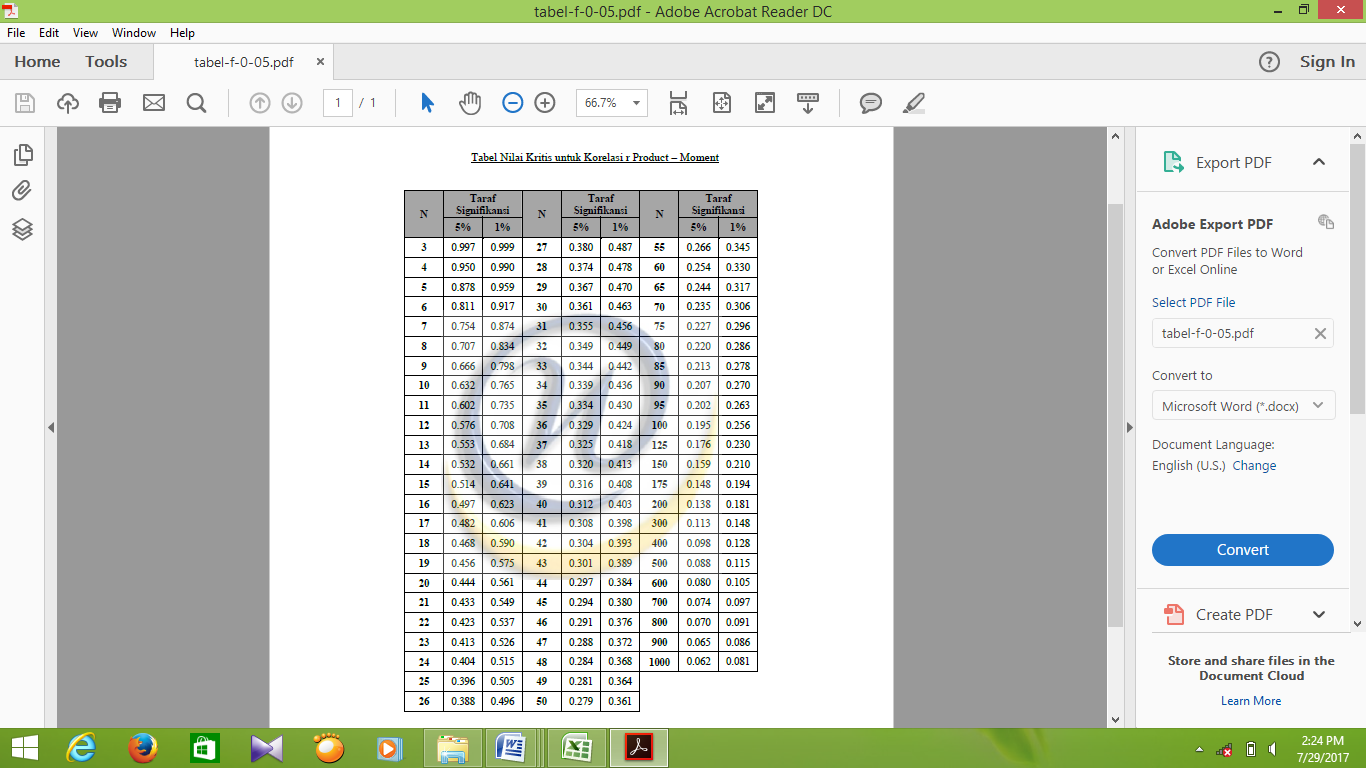 tabel-f-0-05.pdf - Adobe Acrobat Reader DC
File Edit View Window Help
Home Tools tabel-f-0-05.pdf × Sign In
1 / 1 66.7%
Tabel Nilai Kritis untuk Korelasi r Product – Moment
N Taraf Signifikansi N Taraf Signifikansi N Taraf Signifikansi
5% 1% 5% 1% 5% 1%
3 0.997 0.999 27 0.380 0.487 55 0.266 0.345
4 0.950 0.990 28 0.374 0.478 60 0.254 0.330
5 0.878 0.959 29 0.367 0.470 65 0.244 0.317
6 0.811 0.917 30 0.361 0.463 70 0.235 0.306
7 0.754 0.874 31 0.355 0.456 75 0.227 0.296
8 0.707 0.834 32 0.349 0.449 80 0.220 0.286
9 0.666 0.798 33 0.344 0.442 85 0.213 0.278
10 0.632 0.765 34 0.339 0.436 90 0.207 0.270
11 0.602 0.735 35 0.334 0.430 95 0.202 0.263
12 0.576 0.708 36 0.329 0.424 100 0.195 0.256
13 0.553 0.684 37 0.325 0.418 125 0.176 0.230
14 0.532 0.661 38 0.320 0.413 150 0.159 0.210
15 0.514 0.641 39 0.316 0.408 175 0.148 0.194
16 0.497 0.623 40 0.312 0.403 200 0.138 0.181
17 0.482 0.606 41 0.308 0.398 300 0.113 0.148
18 0.468 0.590 42 0.304 0.393 400 0.098 0.128
19 0.456 0.575 43 0.301 0.389 500 0.088 0.115
20 0.444 0.561 44 0.297 0.384 600 0.080 0.105
21 0.433 0.549 45 0.294 0.380 700 0.074 0.097
22 0.423 0.537 46 0.291 0.376 800 0.070 0.091
23 0.413 0.526 47 0.288 0.372 900 0.065 0.086
24 0.404 0.515 48 0.284 0.368 1000 0.062 0.081
25 0.396 0.505 49 0.281 0.364
26 0.388 0.496 50 0.279 0.361
Export PDF
Adobe Export PDF
Convert PDF Files to Word
or Excel Online
Select PDF File
tabel-f-0-05.pdf
Convert to
Microsoft Word (*.docx)
Document Language:
English (U.S.) Change
Convert
Create PDF
Store and share files in the
Document Cloud
Learn More
2:24 PM
7/29/2017